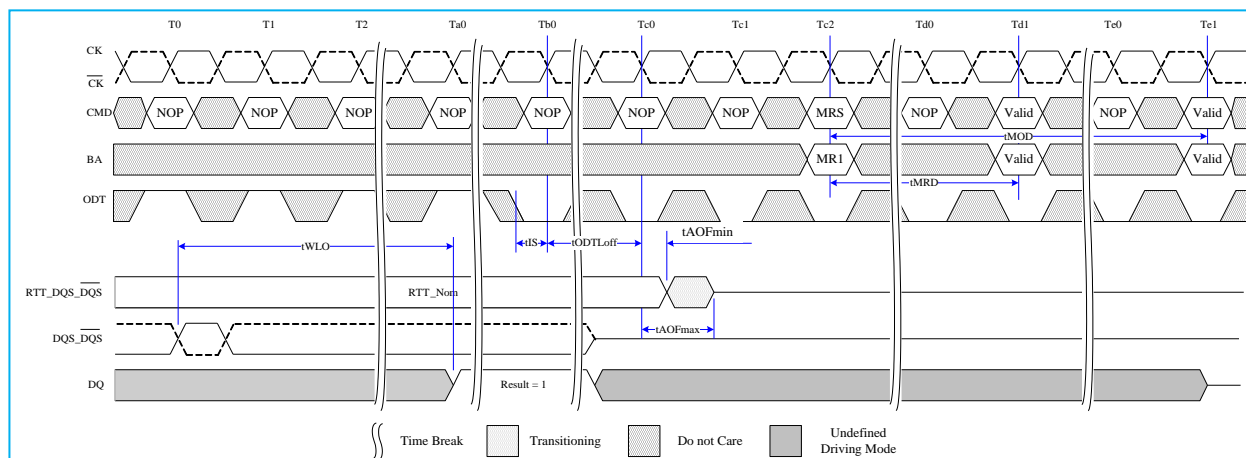 T0 T1 T2 Ta0 Tb0 Tc0 Tc1 Tc2 Td0 Td1 Te0 Te1
CK
CK
CMD NOP NOP NOP NOP NOP NOP NOP MRS NOP Valid NOP Valid
tMOD
BA MR1 Valid Valid
tMRD
ODT
tAOFmin
tWLO tIS tODTLoff
RTT_DQS_DQS RTT_Nom
tAOFmax
DQS_DQS
DQ Result = 1
Time Break Transitioning Do not Care Undefined
Driving Mode